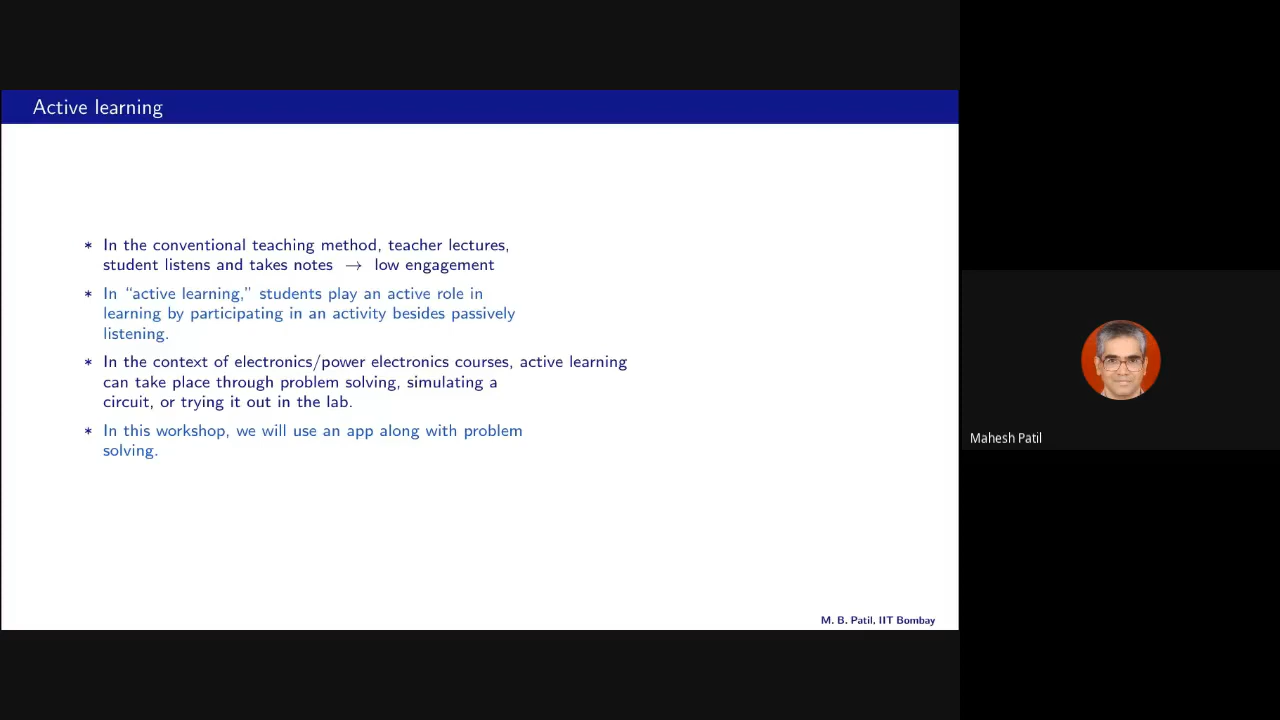 Active learning
* In the conventional teaching method, teacher lectures,
student listens and takes notes → low engagement
* In “active learning,” students play an active role in
learning by participating in an activity besides passively
listening.
* In the context of electronics/power electronics courses, active learning
can take place through problem solving, simulating a
circuit, or trying it out in the lab.
* In this workshop, we will use an app along with problem
solving.
M. B. Patil, IIT Bombay
Mahesh Patil